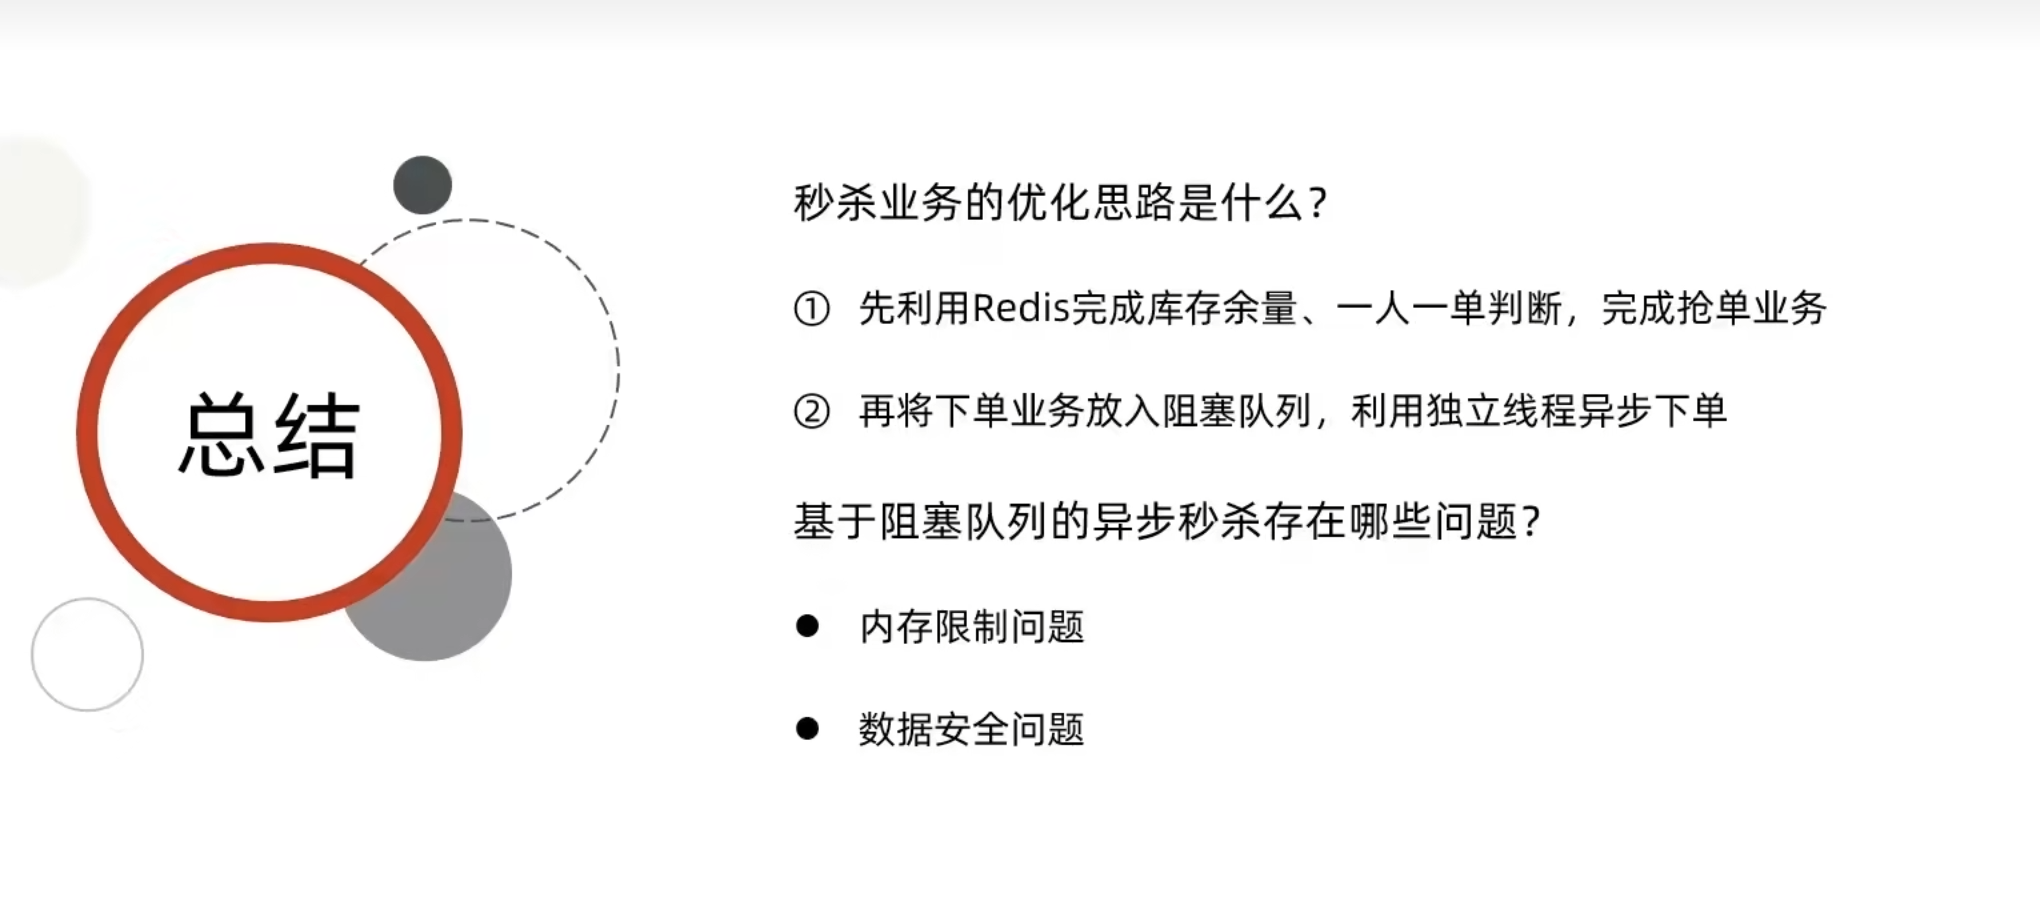 总结
秒杀业务的优化思路是什么？
① 先利用Redis完成库存余量、一人一单判断，完成抢单业务
② 再将下单业务放入阻塞队列，利用独立线程异步下单
基于阻塞队列的异步秒杀存在哪些问题？
● 内存限制问题
● 数据安全问题